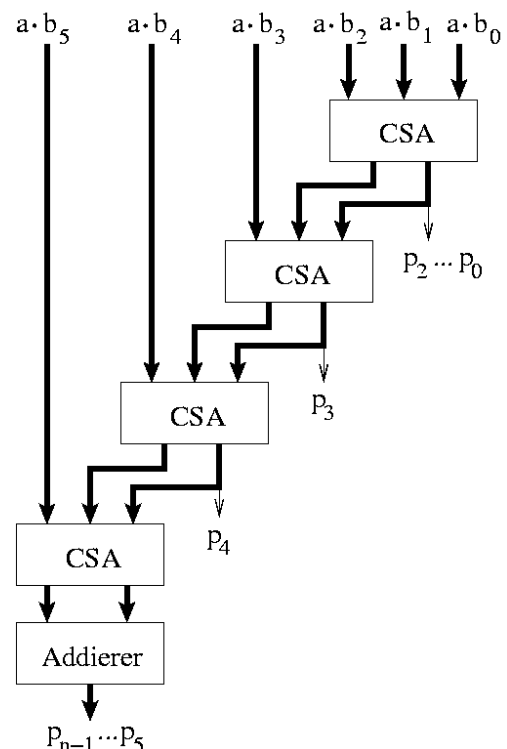 a·b₅ a·b₄ a·b₃ a·b₂ a·b₁ a·b₀
CSA
p₂ ... p₀
CSA
p₃
CSA
p₄
CSA
Addierer
pₙ₋₁ ... p₅